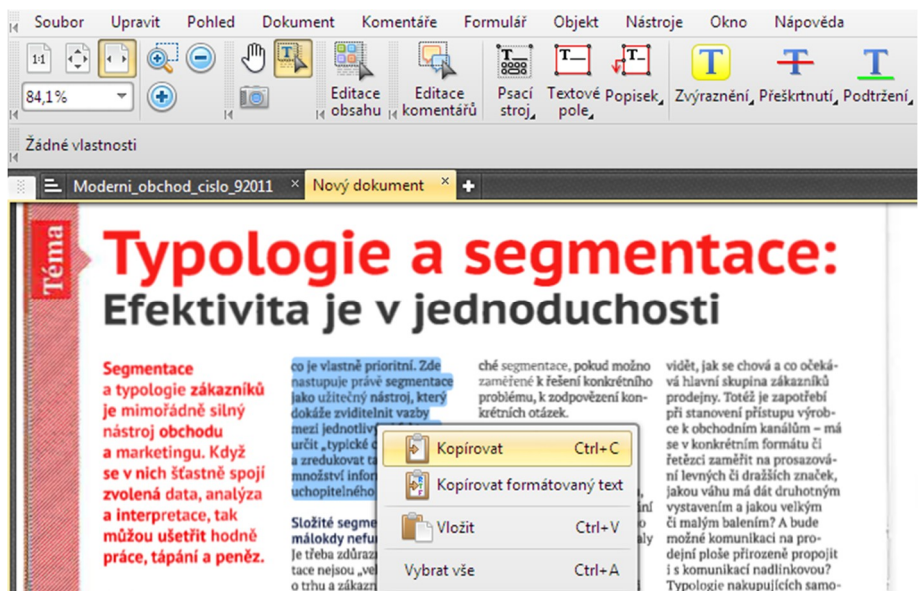 Soubor Upravit Pohled Dokument Komentáře Formulář Objekt Nástroje Okno Nápověda
1:1
84,1%
Editace obsahu
Editace komentářů
Psací stroj
Textové pole
Popisek
Zvýraznění
Přeškrtnutí
Podtržení
Žádné vlastnosti
Moderni_obchod_cislo_92011 × Nový dokument ×
Téma
Typologie a segmentace:
Efektivita je v jednoduchosti
Segmentace
a typologie zákazníků
je mimořádně silný
nástroj obchodu
a marketingu. Když
se v nich šťastně spojí
zvolená data, analýza
a interpretace, tak
můžou ušetřit hodně
práce, tápání a peněz.
co je vlastně prioritní. Zde
nastupuje právě segmentace
jako užitečný nástroj, který
dokáže zviditelnit vazby
mezi
určit „typické
a zredukovat
množství
uchopitelného
Složité
málokdy
Je třeba
tace nejsou
o trhu a
ché segmentace, pokud možno
zaměřené k řešení konkrétního
problému, k zodpovězení kon-
krétních otázek.
vidět, jak se chová a co očeká-
vá hlavní skupina zákazníků
prodejny. Totéž je zapotřebí
při stanovení přístupu výrob-
ce k obchodním kanálům – má
se v konkrétním formátu či
řetězci zaměřit na prosazová-
ní levných či dražších značek,
jakou váhu má dát druhotným
vystavením a jakou velkým
či malým balením? A bude
možné komunikaci na pro-
dejní ploše přirozeně propojit
i s komunikací nadlinkovou?
Typologie nakupujících samo-
Kopírovat Ctrl+C
Kopírovat formátovaný text
Vložit Ctrl+V
Vybrat vše Ctrl+A